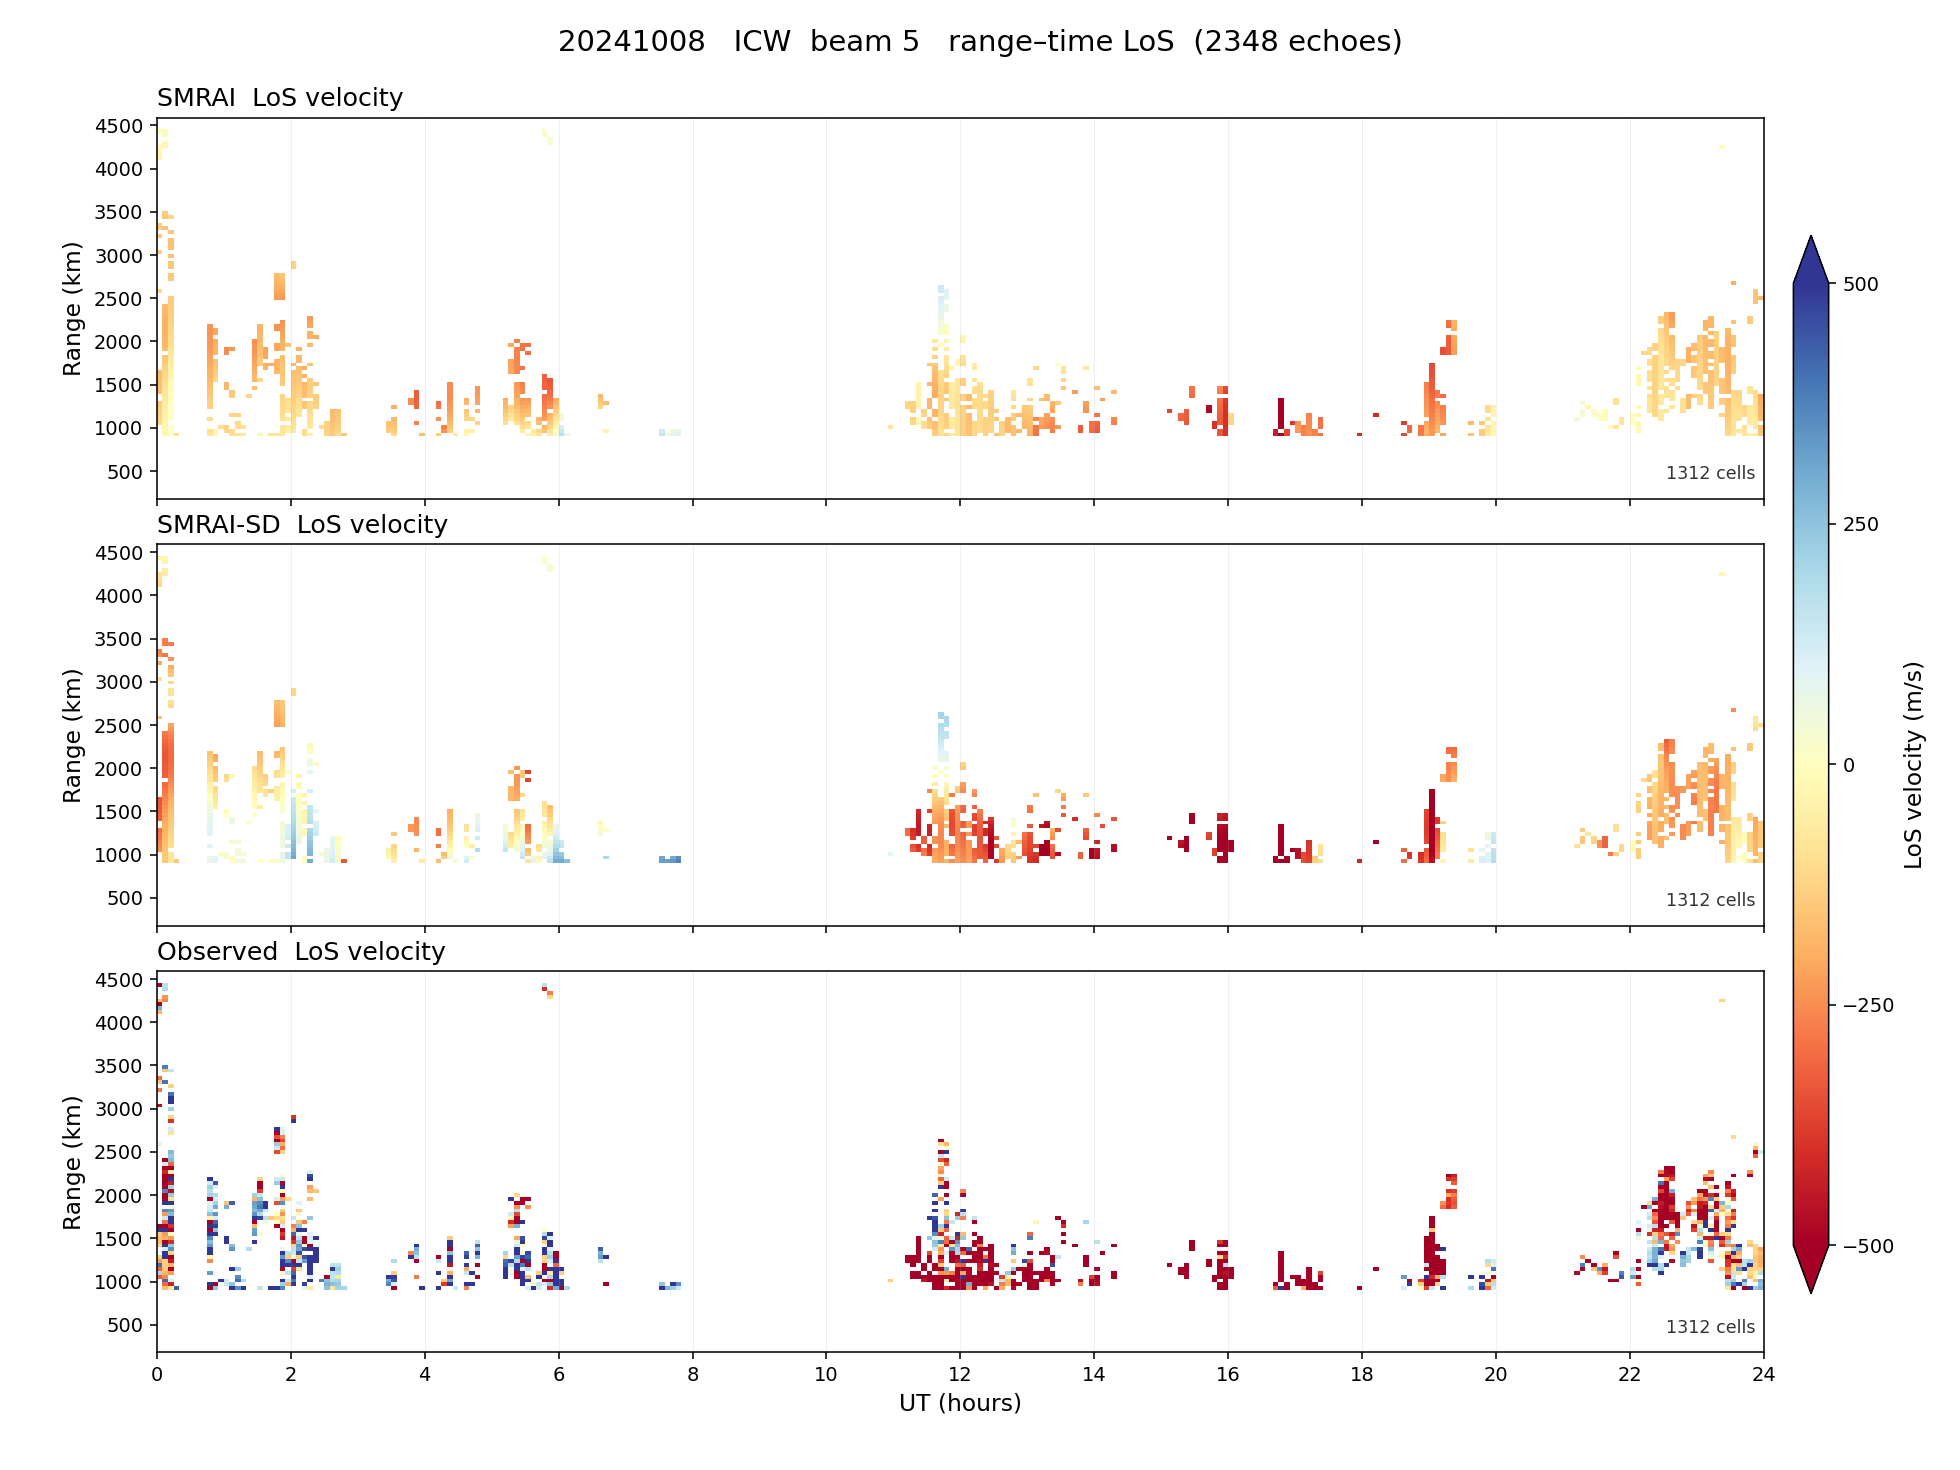 20241008   ICW  beam 5   range–time LoS  (2348 echoes)
SMRAI  LoS velocity
4500
4000
3500
3000
2500
2000
1500
1000
500
Range (km)
1312 cells
SMRAI-SD  LoS velocity
4500
4000
3500
3000
2500
2000
1500
1000
500
Range (km)
1312 cells
Observed  LoS velocity
4500
4000
3500
3000
2500
2000
1500
1000
500
Range (km)
1312 cells
0 2 4 6 8 10 12 14 16 18 20 22 24
UT (hours)
500
250
0
−250
−500
LoS velocity (m/s)